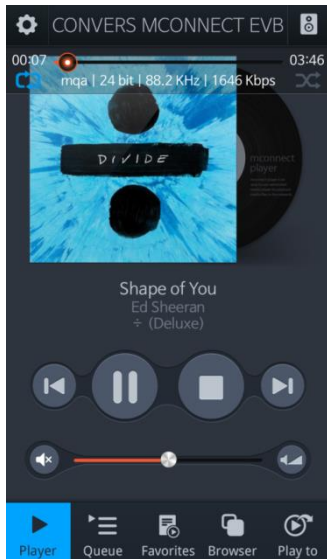 CONVERS MCONNECT EVB
00:07
03:46
mqa | 24 bit | 88.2 KHz | 1646 Kbps
DIVIDE
mconnect
player
Shape of You
Ed Sheeran
÷ (Deluxe)
Player Queue Favorites Browser Play to